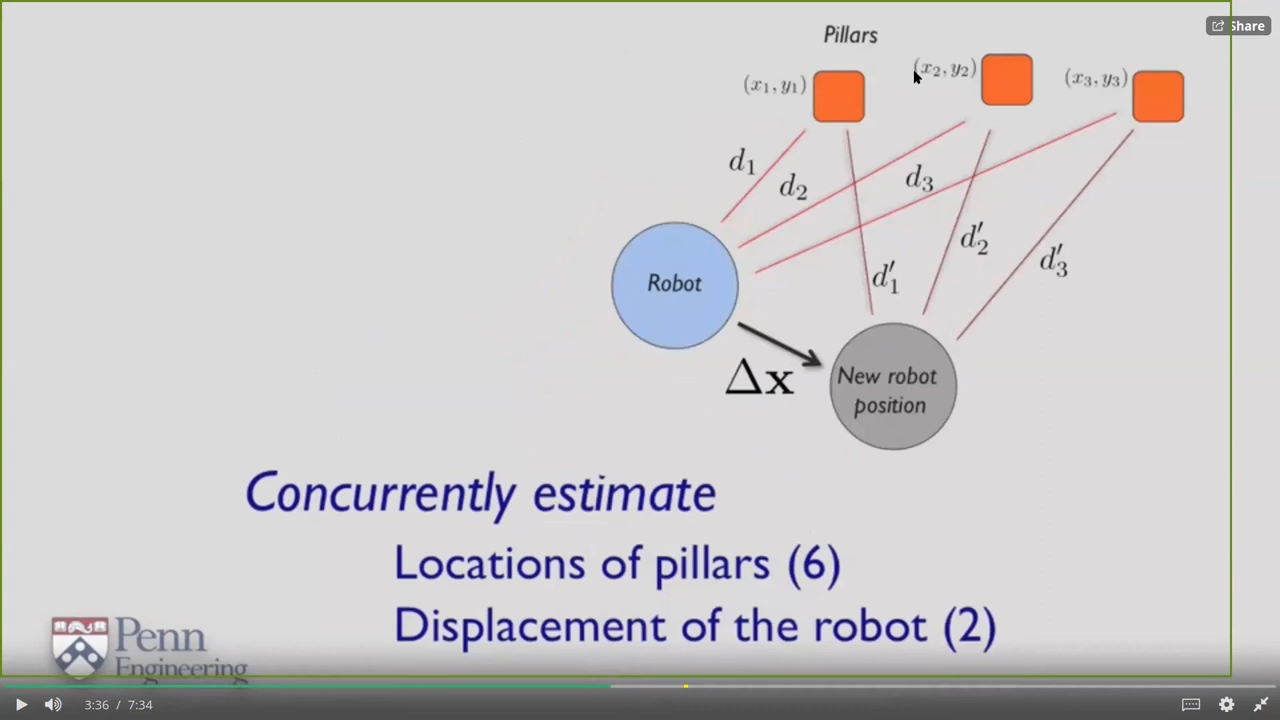 Share
Pillars
(x₁, y₁)
(x₂, y₂)
(x₃, y₃)
d₁
d₂
d₃
d′₁
d′₂
d′₃
Robot
Δx
New robot
position
Concurrently estimate
Locations of pillars (6)
Displacement of the robot (2)
Penn
Engineering
3:36 / 7:34